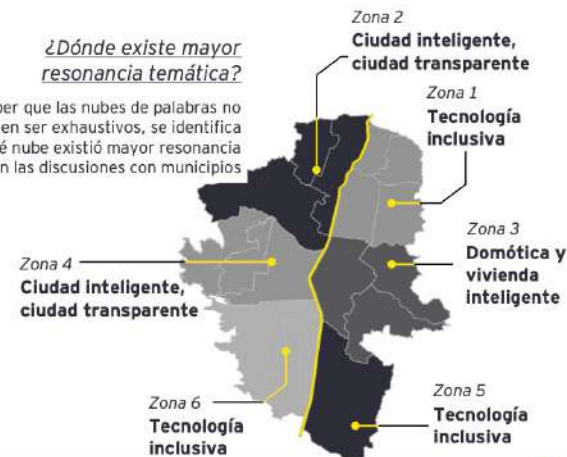 ¿Dónde existe mayor
resonancia temática?
que las nubes de palabras no
ser exhaustivos, se identifica
nube existió mayor resonancia
las discusiones con municipios
Zona 2
Ciudad inteligente,
ciudad transparente
Zona 1
Tecnología
inclusiva
Zona 3
Domótica y
vivienda
inteligente
Zona 4
Ciudad inteligente,
ciudad transparente
Zona 6
Tecnología
inclusiva
Zona 5
Tecnología
inclusiva